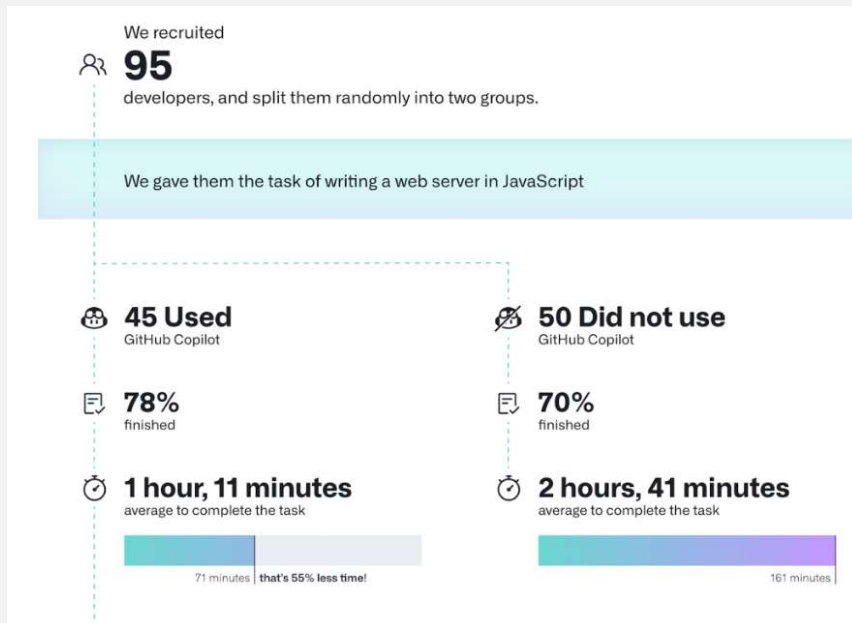 We recruited
95
developers, and split them randomly into two groups.
We gave them the task of writing a web server in JavaScript
45 Used
GitHub Copilot
78%
finished
1 hour, 11 minutes
average to complete the task
71 minutes that's 55% less time!
50 Did not use
GitHub Copilot
70%
finished
2 hours, 41 minutes
average to complete the task
161 minutes